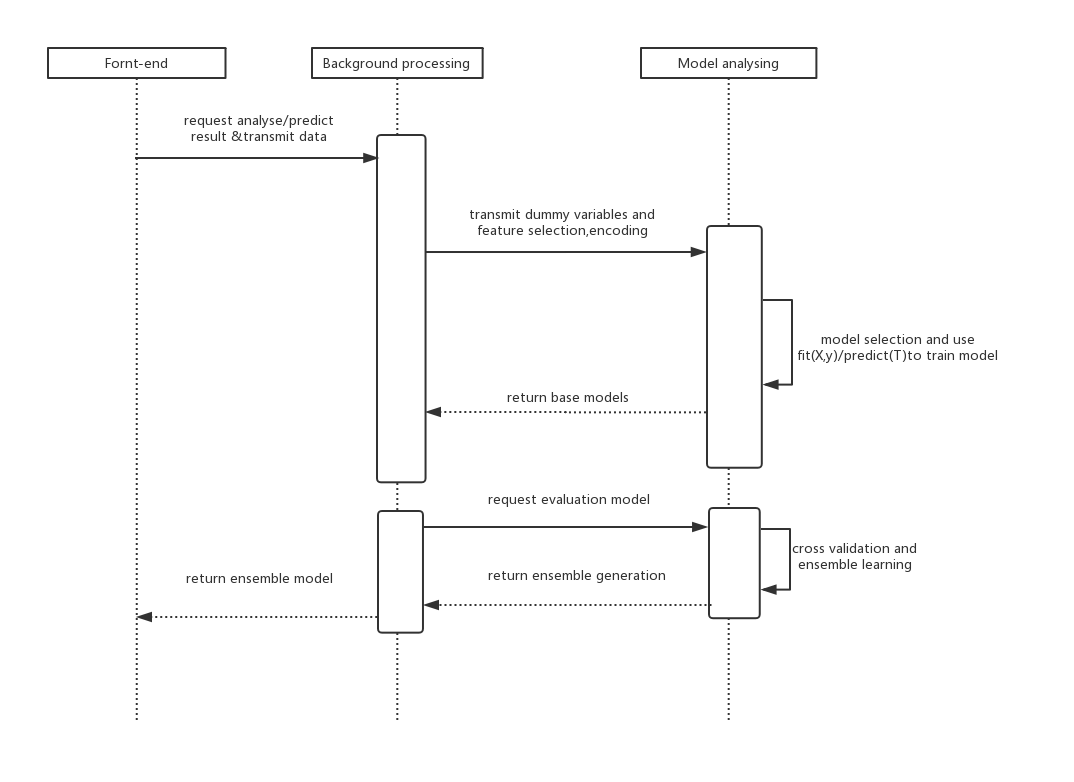 Fornt-end
Background processing
Model analysing
request analyse/predict
result &transmit data
transmit dummy variables and
feature selection,encoding
model selection and use
fit(X,y)/predict(T)to train model
return base models
request evaluation model
cross validation and
ensemble learning
return ensemble generation
return ensemble model